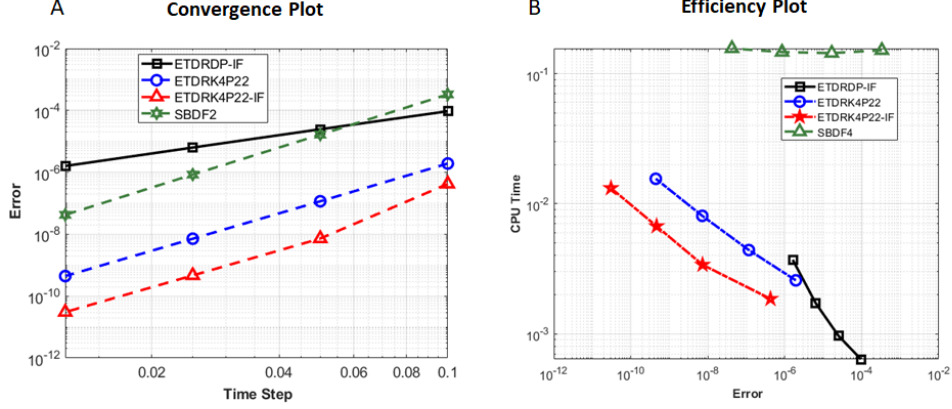 A
Convergence Plot
10-2
10-4
10-6
10-8
10-10
10-12
Error
ETDRDP-IF
ETDRK4P22
ETDRK4P22-IF
SBDF2
0.02
0.04
0.06
0.08
0.1
Time Step
B
Efficiency Plot
10-1
10-2
10-3
CPU Time
ETDRDP-IF
ETDRK4P22
ETDRK4P22-IF
SBDF4
10-12
10-10
10-8
10-6
10-4
10-2
Error